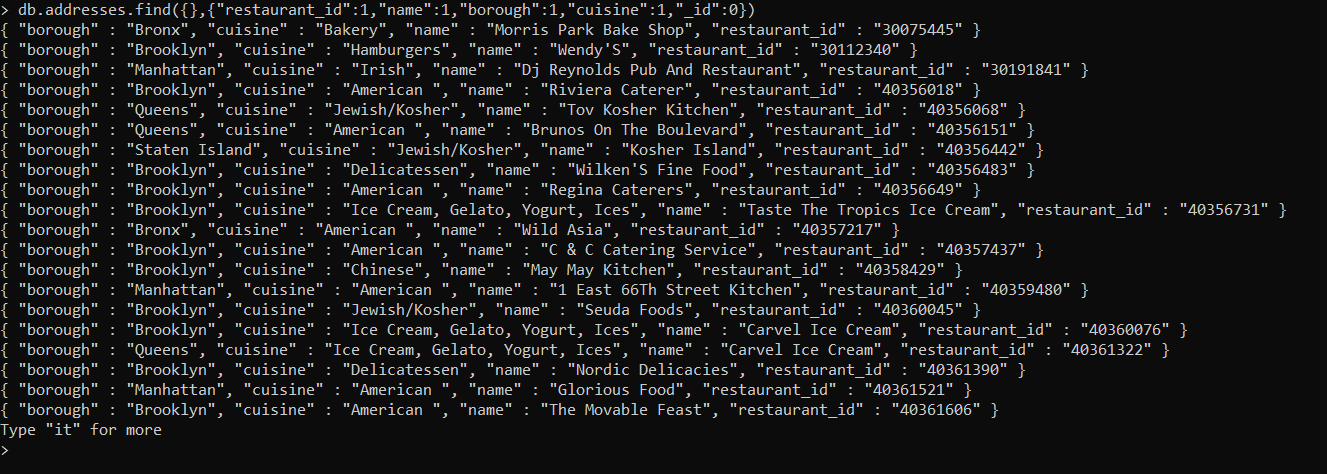 > db.addresses.find({},{"restaurant_id":1,"name":1,"borough":1,"cuisine":1,"_id":0})
{ "borough" : "Bronx", "cuisine" : "Bakery", "name" : "Morris Park Bake Shop", "restaurant_id" : "30075445" }
{ "borough" : "Brooklyn", "cuisine" : "Hamburgers", "name" : "Wendy'S", "restaurant_id" : "30112340" }
{ "borough" : "Manhattan", "cuisine" : "Irish", "name" : "Dj Reynolds Pub And Restaurant", "restaurant_id" : "30191841" }
{ "borough" : "Brooklyn", "cuisine" : "American ", "name" : "Riviera Caterer", "restaurant_id" : "40356018" }
{ "borough" : "Queens", "cuisine" : "Jewish/Kosher", "name" : "Tov Kosher Kitchen", "restaurant_id" : "40356068" }
{ "borough" : "Queens", "cuisine" : "American ", "name" : "Brunos On The Boulevard", "restaurant_id" : "40356151" }
{ "borough" : "Staten Island", "cuisine" : "Jewish/Kosher", "name" : "Kosher Island", "restaurant_id" : "40356442" }
{ "borough" : "Brooklyn", "cuisine" : "Delicatessen", "name" : "Wilken'S Fine Food", "restaurant_id" : "40356483" }
{ "borough" : "Brooklyn", "cuisine" : "American ", "name" : "Regina Caterers", "restaurant_id" : "40356649" }
{ "borough" : "Brooklyn", "cuisine" : "Ice Cream, Gelato, Yogurt, Ices", "name" : "Taste The Tropics Ice Cream", "restaurant_id" : "40356731" }
{ "borough" : "Bronx", "cuisine" : "American ", "name" : "Wild Asia", "restaurant_id" : "40357217" }
{ "borough" : "Brooklyn", "cuisine" : "American ", "name" : "C & C Catering Service", "restaurant_id" : "40357437" }
{ "borough" : "Brooklyn", "cuisine" : "Chinese", "name" : "May May Kitchen", "restaurant_id" : "40358429" }
{ "borough" : "Manhattan", "cuisine" : "American ", "name" : "1 East 66Th Street Kitchen", "restaurant_id" : "40359480" }
{ "borough" : "Brooklyn", "cuisine" : "Jewish/Kosher", "name" : "Seuda Foods", "restaurant_id" : "40360045" }
{ "borough" : "Brooklyn", "cuisine" : "Ice Cream, Gelato, Yogurt, Ices", "name" : "Carvel Ice Cream", "restaurant_id" : "40360076" }
{ "borough" : "Queens", "cuisine" : "Ice Cream, Gelato, Yogurt, Ices", "name" : "Carvel Ice Cream", "restaurant_id" : "40361322" }
{ "borough" : "Brooklyn", "cuisine" : "Delicatessen", "name" : "Nordic Delicacies", "restaurant_id" : "40361390" }
{ "borough" : "Manhattan", "cuisine" : "American ", "name" : "Glorious Food", "restaurant_id" : "40361521" }
{ "borough" : "Brooklyn", "cuisine" : "American ", "name" : "The Movable Feast", "restaurant_id" : "40361606" }
Type "it" for more
>